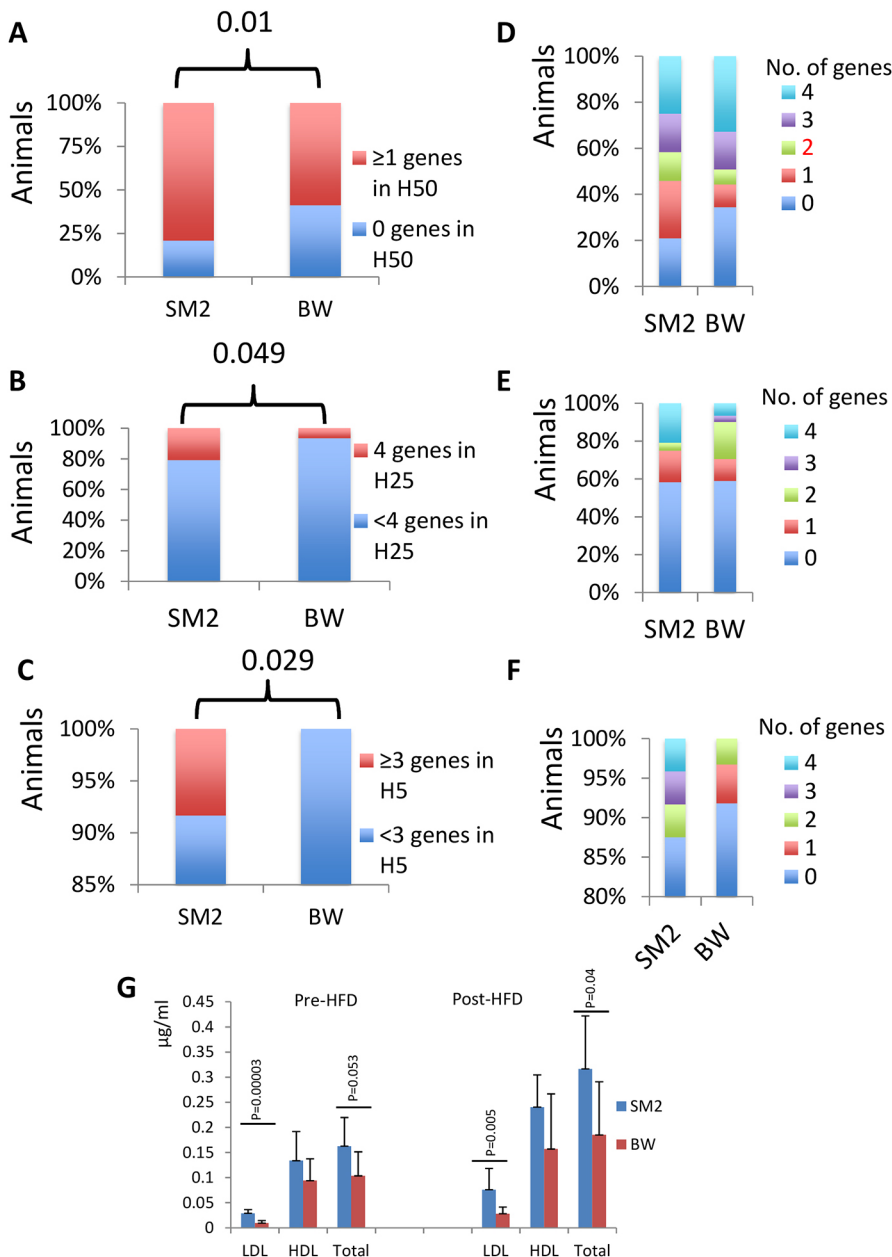 A
0.01
Animals
100%
75%
50%
25%
0%
SM2
BW
≥1 genes
in H50
0 genes in
H50
D
Animals
100%
80%
60%
40%
20%
0%
SM2 BW
No. of genes
4
3
2
1
0
B
0.049
Animals
100%
80%
60%
40%
20%
0%
SM2
BW
4 genes in
H25
<4 genes in
H25
E
Animals
100%
80%
60%
40%
20%
0%
SM2 BW
No. of genes
4
3
2
1
0
C
0.029
Animals
100%
95%
90%
85%
SM2
BW
≥3 genes in
H5
<3 genes in
H5
F
Animals
100%
95%
90%
85%
80%
SM2
BW
No. of genes
4
3
2
1
0
G
µg/ml
0.45
0.4
0.35
0.3
0.25
0.2
0.15
0.1
0.05
0
Pre-HFD
Post-HFD
P=0.00003
P=0.053
P=0.005
P=0.04
LDL
HDL
Total
LDL
HDL
Total
SM2
BW